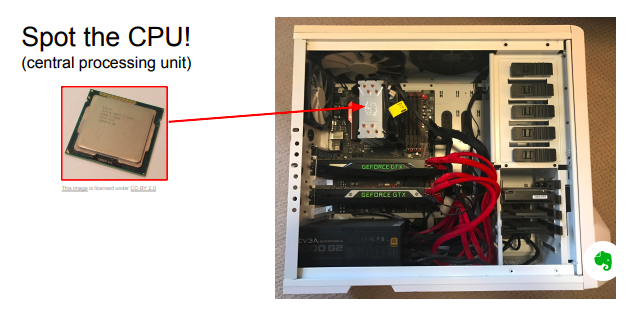 Spot the CPU!
(central processing unit)
This image is licensed under CC-BY 2.0
GEFORCE GTX
GEFORCE GTX
EVGA